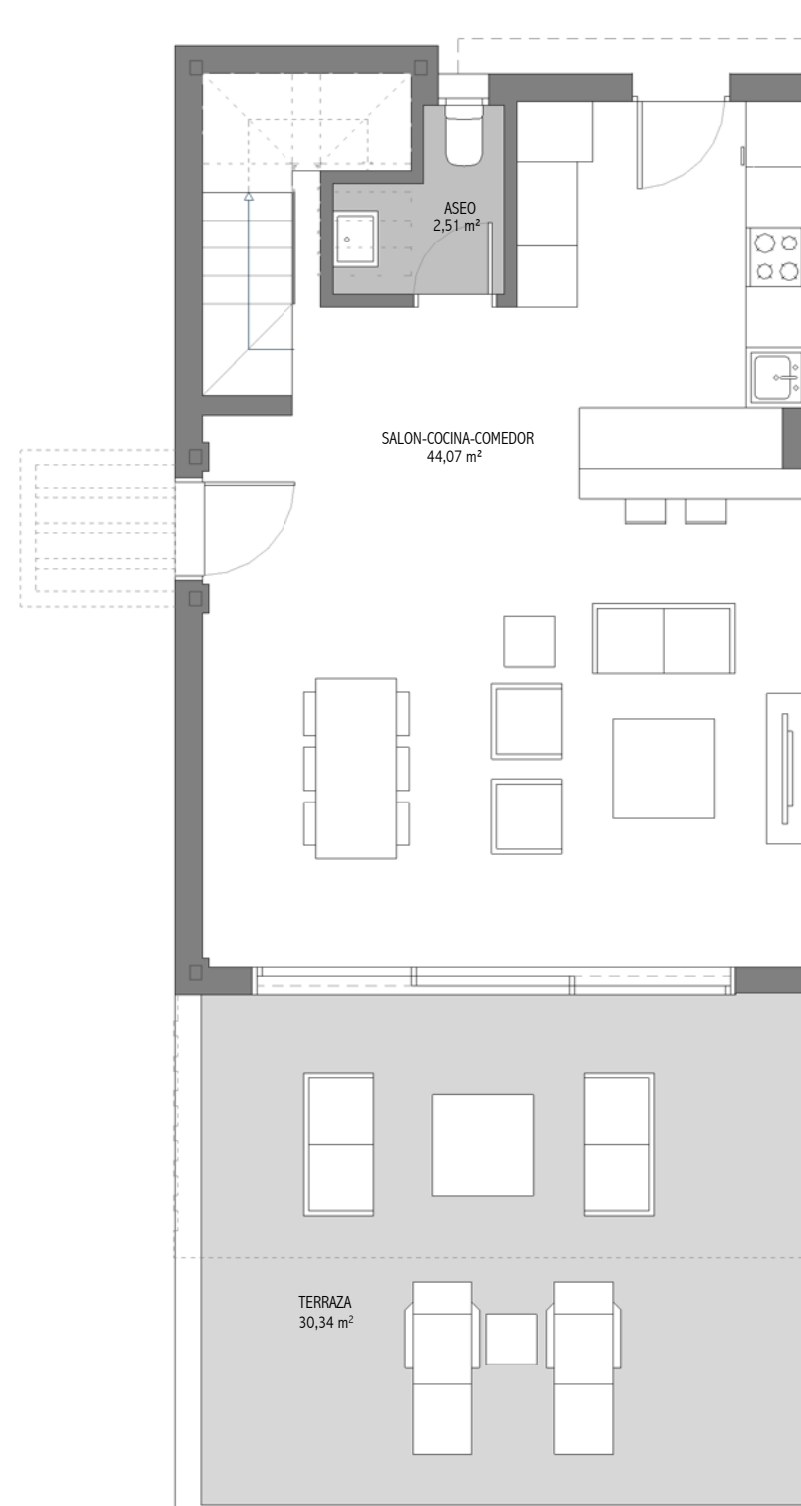 ASEO
2,51 m²
SALON-COCINA-COMEDOR
44,07 m²
TERRAZA
30,34 m²